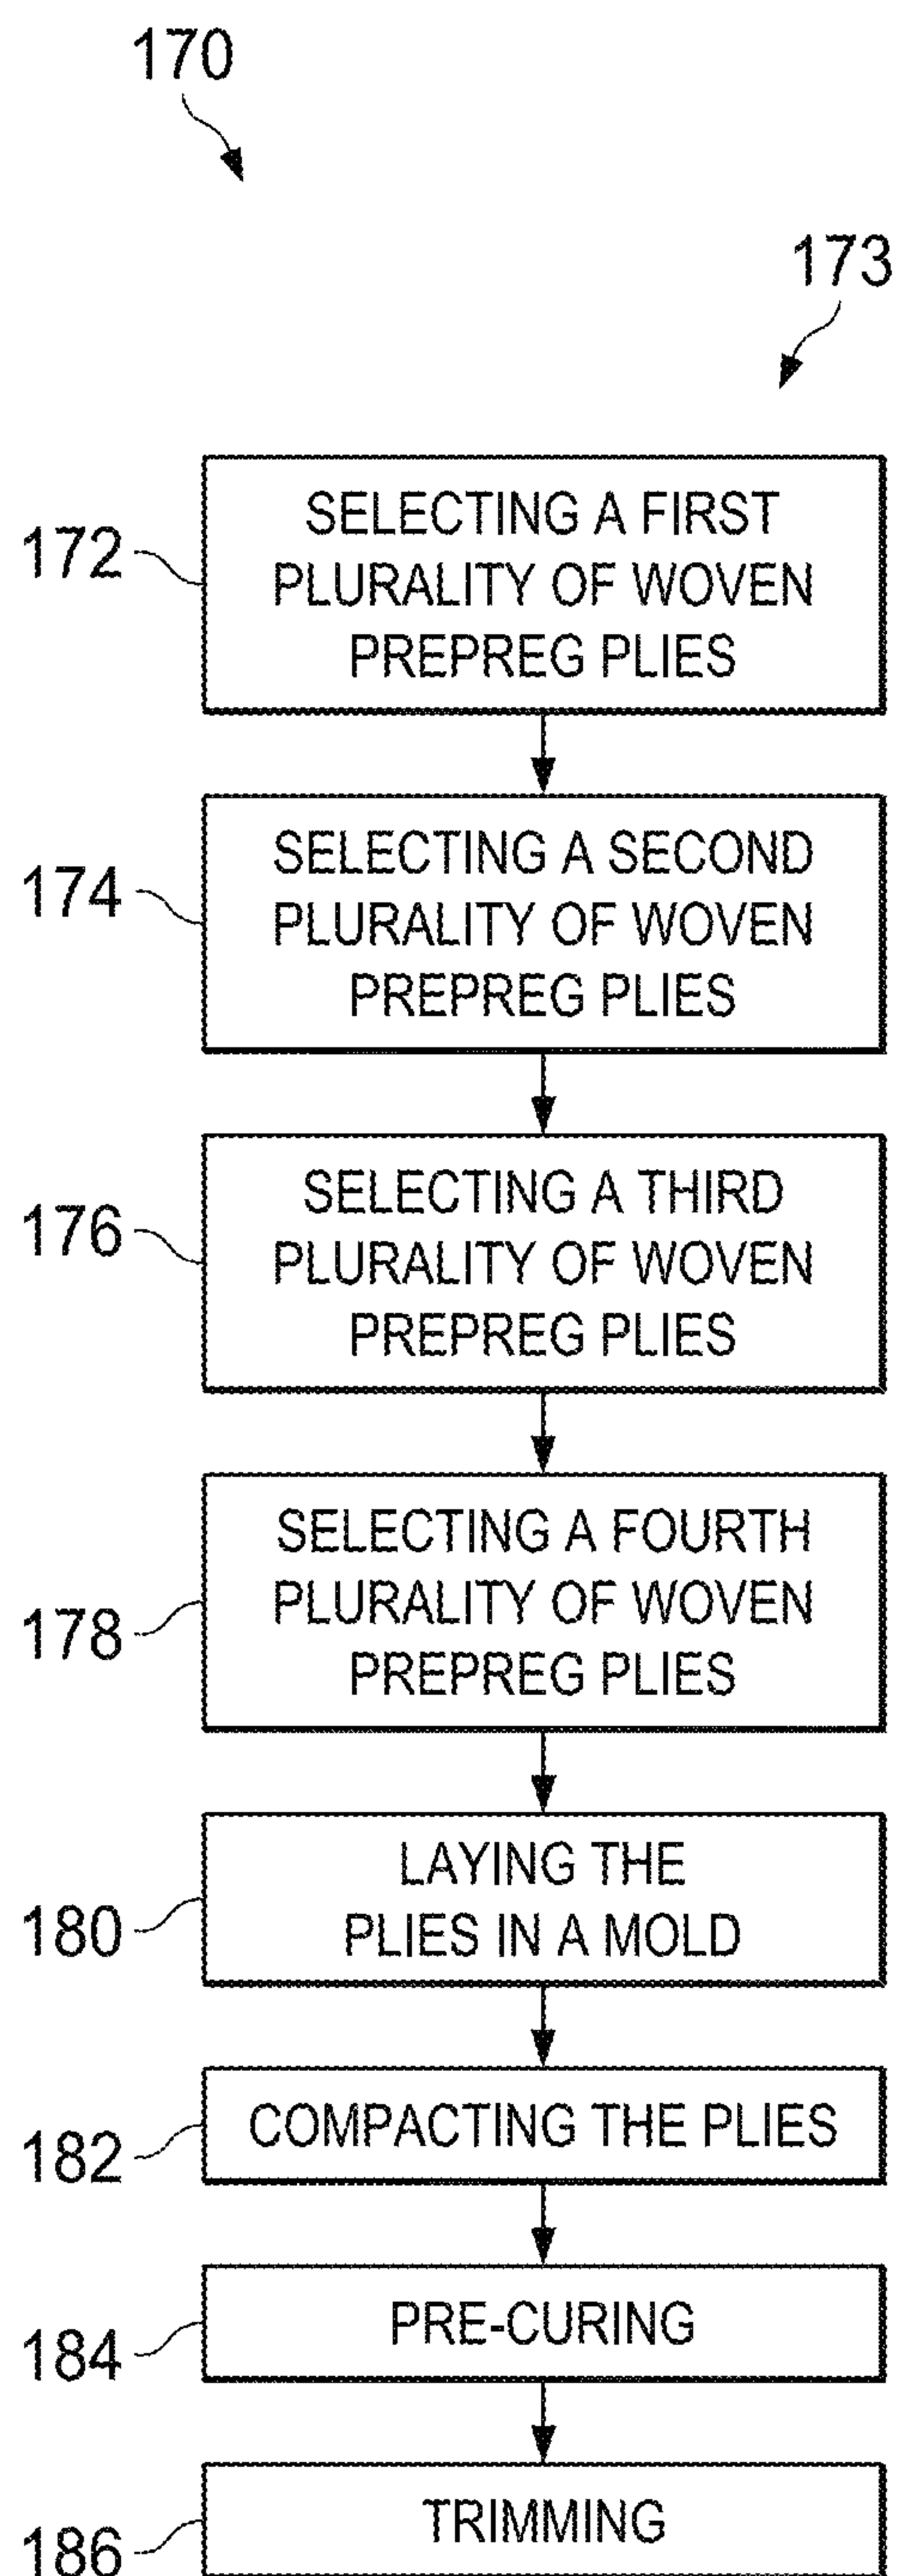 170
173
172
SELECTING A FIRST
PLURALITY OF WOVEN
PREPREG PLIES
174
SELECTING A SECOND
PLURALITY OF WOVEN
PREPREG PLIES
176
SELECTING A THIRD
PLURALITY OF WOVEN
PREPREG PLIES
178
SELECTING A FOURTH
PLURALITY OF WOVEN
PREPREG PLIES
180
LAYING THE
PLIES IN A MOLD
182
COMPACTING THE PLIES
184
PRE-CURING
186
TRIMMING